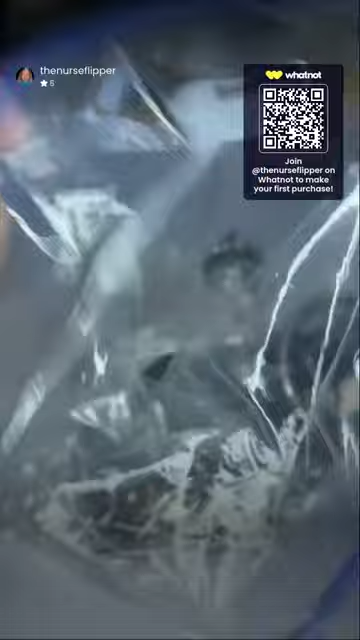 thenurseflipper
★ 5
whatnot
Join
@thenurseflipper on
Whatnot to make
your first purchase!